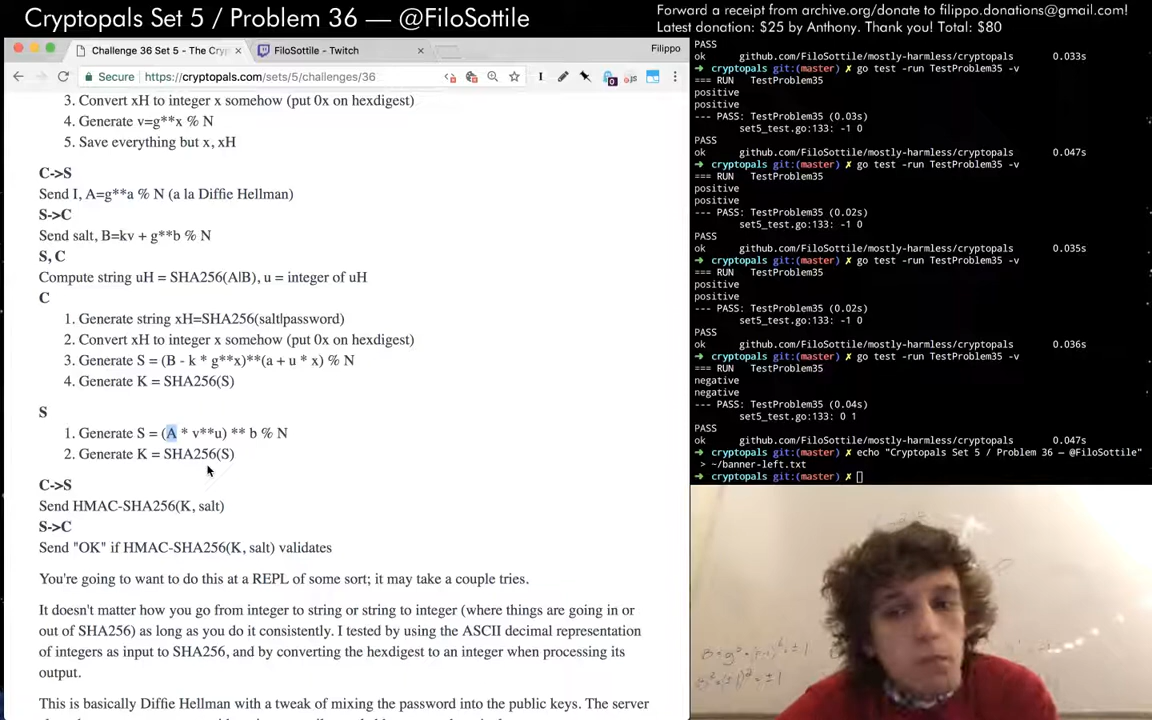 Cryptopals Set 5 / Problem 36 — @FiloSottile
Forward a receipt from archive.org/donate to filippo.donations@gmail.com!
Latest donation: $25 by Anthony. Thank you! Total: $80
Challenge 36 Set 5 - The Cry
FiloSottile - Twitch
Filippo
Secure
https://cryptopals.com/sets/5/challenges/36
3. Convert xH to integer x somehow (put 0x on hexdigest)
4. Generate v=g**x % N
5. Save everything but x, xH
C->S
Send I, A=g**a % N (a la Diffie Hellman)
S->C
Send salt, B=kv + g**b % N
S, C
Compute string uH = SHA256(A|B), u = integer of uH
C
1. Generate string xH=SHA256(salt|password)
2. Convert xH to integer x somehow (put 0x on hexdigest)
3. Generate S = (B - k * g**x)**(a + u * x) % N
4. Generate K = SHA256(S)
S
1. Generate S = (A * v**u) ** b % N
2. Generate K = SHA256(S)
C->S
Send HMAC-SHA256(K, salt)
S->C
Send "OK" if HMAC-SHA256(K, salt) validates
You're going to want to do this at a REPL of some sort; it may take a couple tries.
It doesn't matter how you go from integer to string or string to integer (where things are going in or
out of SHA256) as long as you do it consistently. I tested by using the ASCII decimal representation
of integers as input to SHA256, and by converting the hexdigest to an integer when processing its
output.
This is basically Diffie Hellman with a tweak of mixing the password into the public keys. The server
PASS
ok github.com/FiloSottile/mostly-harmless/cryptopals 0.033s
➜ cryptopals git:(master) ✗ go test -run TestProblem35 -v
=== RUN TestProblem35
positive
positive
--- PASS: TestProblem35 (0.03s)
set5_test.go:133: -1 0
PASS
ok github.com/FiloSottile/mostly-harmless/cryptopals 0.047s
➜ cryptopals git:(master) ✗ go test -run TestProblem35 -v
=== RUN TestProblem35
positive
positive
--- PASS: TestProblem35 (0.02s)
set5_test.go:133: -1 0
PASS
ok github.com/FiloSottile/mostly-harmless/cryptopals 0.035s
➜ cryptopals git:(master) ✗ go test -run TestProblem35 -v
=== RUN TestProblem35
positive
positive
--- PASS: TestProblem35 (0.02s)
set5_test.go:133: -1 0
PASS
ok github.com/FiloSottile/mostly-harmless/cryptopals 0.036s
➜ cryptopals git:(master) ✗ go test -run TestProblem35 -v
=== RUN TestProblem35
negative
negative
--- PASS: TestProblem35 (0.04s)
set5_test.go:133: 0 1
PASS
ok github.com/FiloSottile/mostly-harmless/cryptopals 0.047s
➜ cryptopals git:(master) ✗ echo "Cryptopals Set 5 / Problem 36 — @FiloSottile"
> ~/banner-left.txt
➜ cryptopals git:(master) ✗